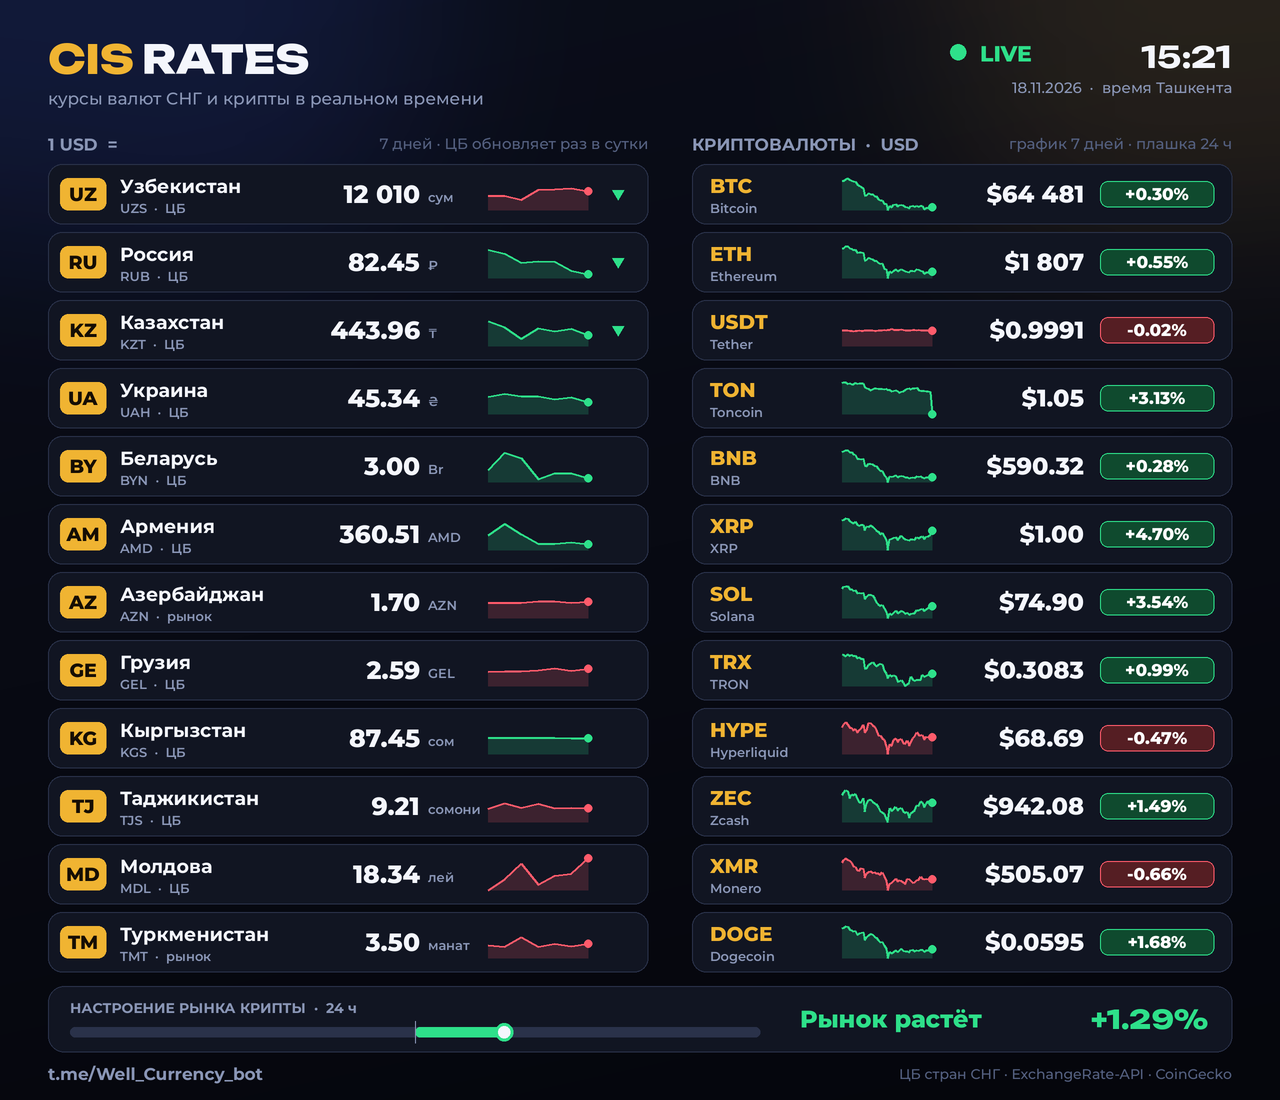 CIS RATES
курсы валют СНГ и крипты в реальном времени
LIVE 15:21
18.11.2026 · время Ташкента
1 USD =
7 дней · ЦБ обновляет раз в сутки
UZ Узбекистан 12 010 сум
UZS · ЦБ
RU Россия 82.45 ₽
RUB · ЦБ
KZ Казахстан 443.96 ₸
KZT · ЦБ
UA Украина 45.34 ₴
UAH · ЦБ
BY Беларусь 3.00 Br
BYN · ЦБ
AM Армения 360.51 AMD
AMD · ЦБ
AZ Азербайджан 1.70 AZN
AZN · рынок
GE Грузия 2.59 GEL
GEL · ЦБ
KG Кыргызстан 87.45 сом
KGS · ЦБ
TJ Таджикистан 9.21 сомони
TJS · ЦБ
MD Молдова 18.34 лей
MDL · ЦБ
TM Туркменистан 3.50 манат
TMT · рынок
КРИПТОВАЛЮТЫ · USD
график 7 дней · плашка 24 ч
BTC $64 481 +0.30%
Bitcoin
ETH $1 807 +0.55%
Ethereum
USDT $0.9991 -0.02%
Tether
TON $1.05 +3.13%
Toncoin
BNB $590.32 +0.28%
BNB
XRP $1.00 +4.70%
XRP
SOL $74.90 +3.54%
Solana
TRX $0.3083 +0.99%
TRON
HYPE $68.69 -0.47%
Hyperliquid
ZEC $942.08 +1.49%
Zcash
XMR $505.07 -0.66%
Monero
DOGE $0.0595 +1.68%
Dogecoin
НАСТРОЕНИЕ РЫНКА КРИПТЫ · 24 ч
Рынок растёт +1.29%
t.me/Well_Currency_bot
ЦБ стран СНГ · ExchangeRate-API · CoinGecko